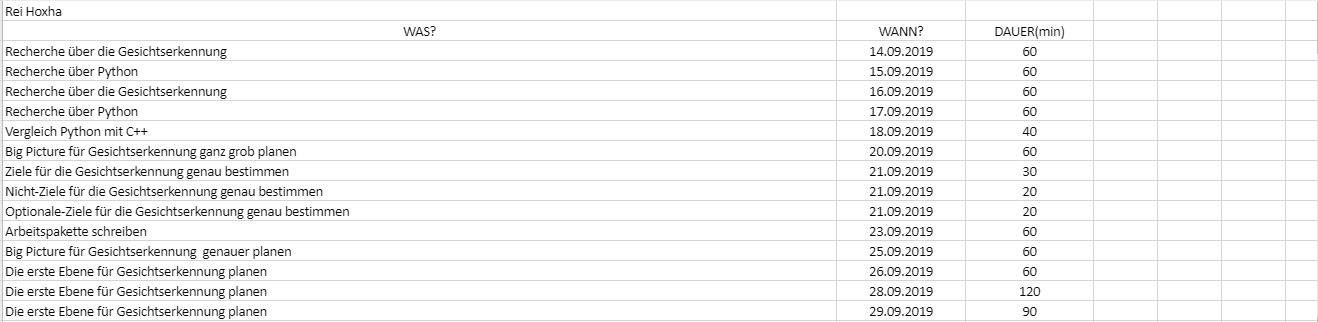 Rei Hoxha
WAS? WANN? DAUER(min)
Recherche über die Gesichtserkennung 14.09.2019 60
Recherche über Python 15.09.2019 60
Recherche über die Gesichtserkennung 16.09.2019 60
Recherche über Python 17.09.2019 60
Vergleich Python mit C++ 18.09.2019 40
Big Picture für Gesichtserkennung ganz grob planen 20.09.2019 60
Ziele für die Gesichtserkennung genau bestimmen 21.09.2019 30
Nicht-Ziele für die Gesichtserkennung genau bestimmen 21.09.2019 20
Optionale-Ziele für die Gesichtserkennung genau bestimmen 21.09.2019 20
Arbeitspakette schreiben 23.09.2019 60
Big Picture für Gesichtserkennung  genauer planen 25.09.2019 60
Die erste Ebene für Gesichtserkennung planen 26.09.2019 60
Die erste Ebene für Gesichtserkennung planen 28.09.2019 120
Die erste Ebene für Gesichtserkennung planen 29.09.2019 90